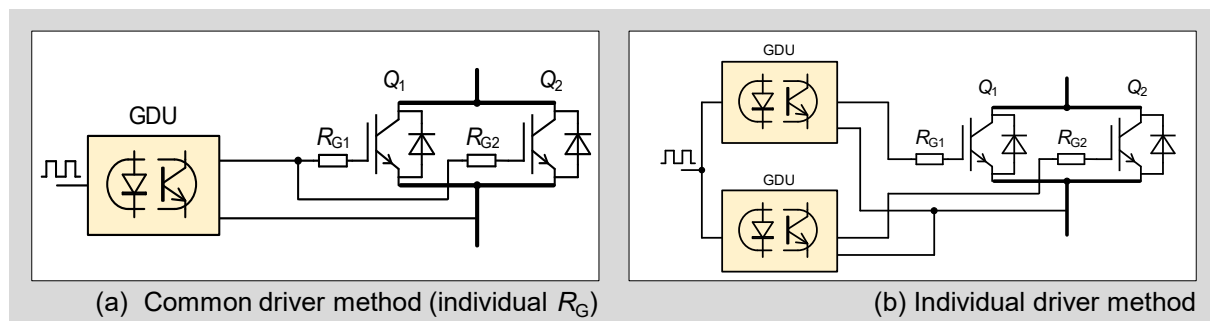 GDU
Q1
Q2
RG1
RG2
(a) Common driver method (individual RG)
GDU
GDU
Q1
Q2
RG1
RG2
(b) Individual driver method